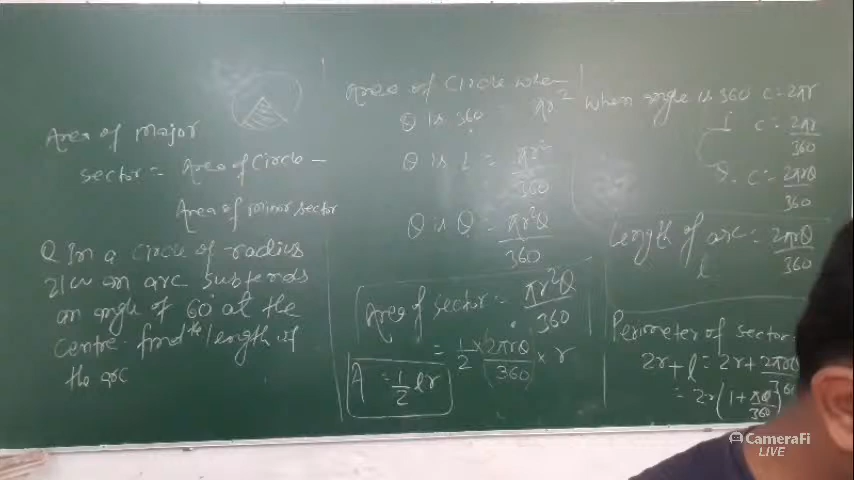 Area of major
sector = Area of Circle -
Area of minor sector
Q In a circle of radius
21 cm an arc subtends
an angle of 60° at the
centre. find the length of
the arc
Area of Circle when
θ is 360 = πr²
θ is 1 = πr²/360
θ is θ = πr²θ/360
Area of sector = πr²θ/360
= 1/2 × 2πrθ/360 × r
A = 1/2 lr
when angle is 360 C = 2πr
1 C = 2πr/360
θ C = 2πrθ/360
Length of arc = 2πrθ/360
l
Perimeter of sector
2r + l = 2r + 2πrθ/360
= 2r(1 + πθ/360)
CameraFi
LIVE